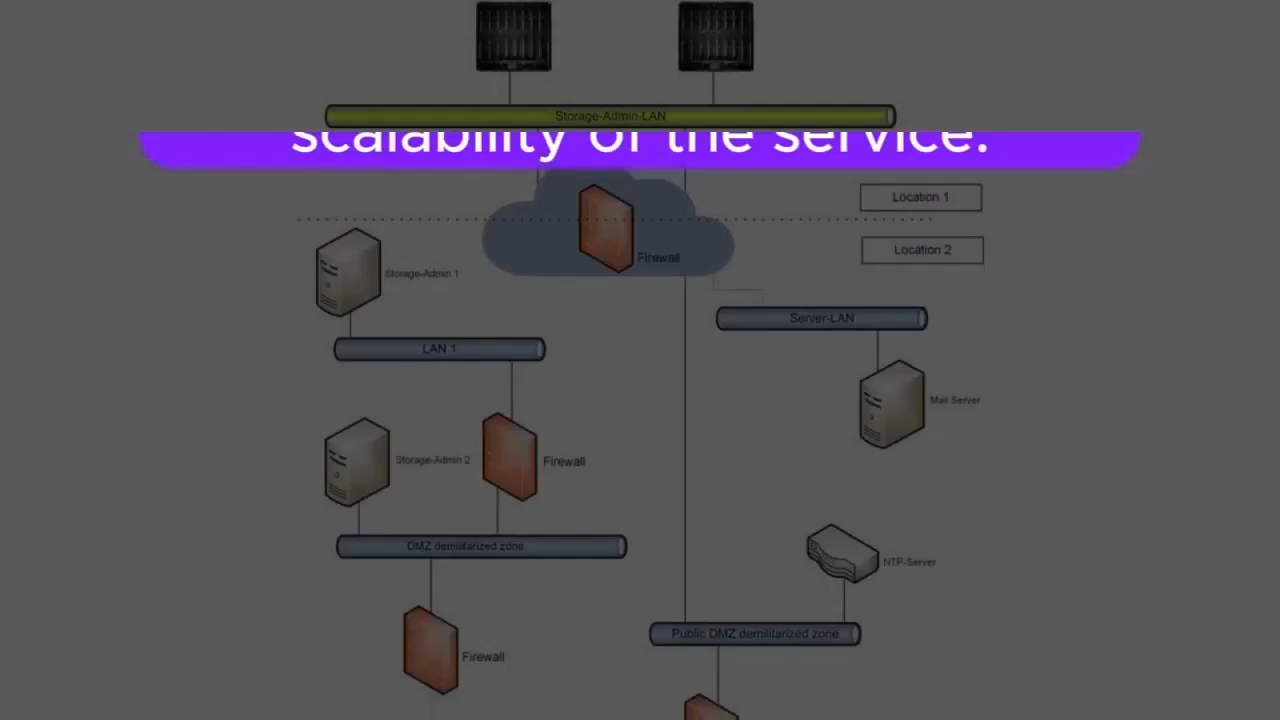 Storage-Admin-LAN
scalability of the service.
Location 1
Firewall
Location 2
Storage-Admin 1
Server-LAN
LAN 1
Mail Server
Storage-Admin 2
Firewall
DMZ demilitarized zone
NTP-Server
Public DMZ demilitarized zone
Firewall